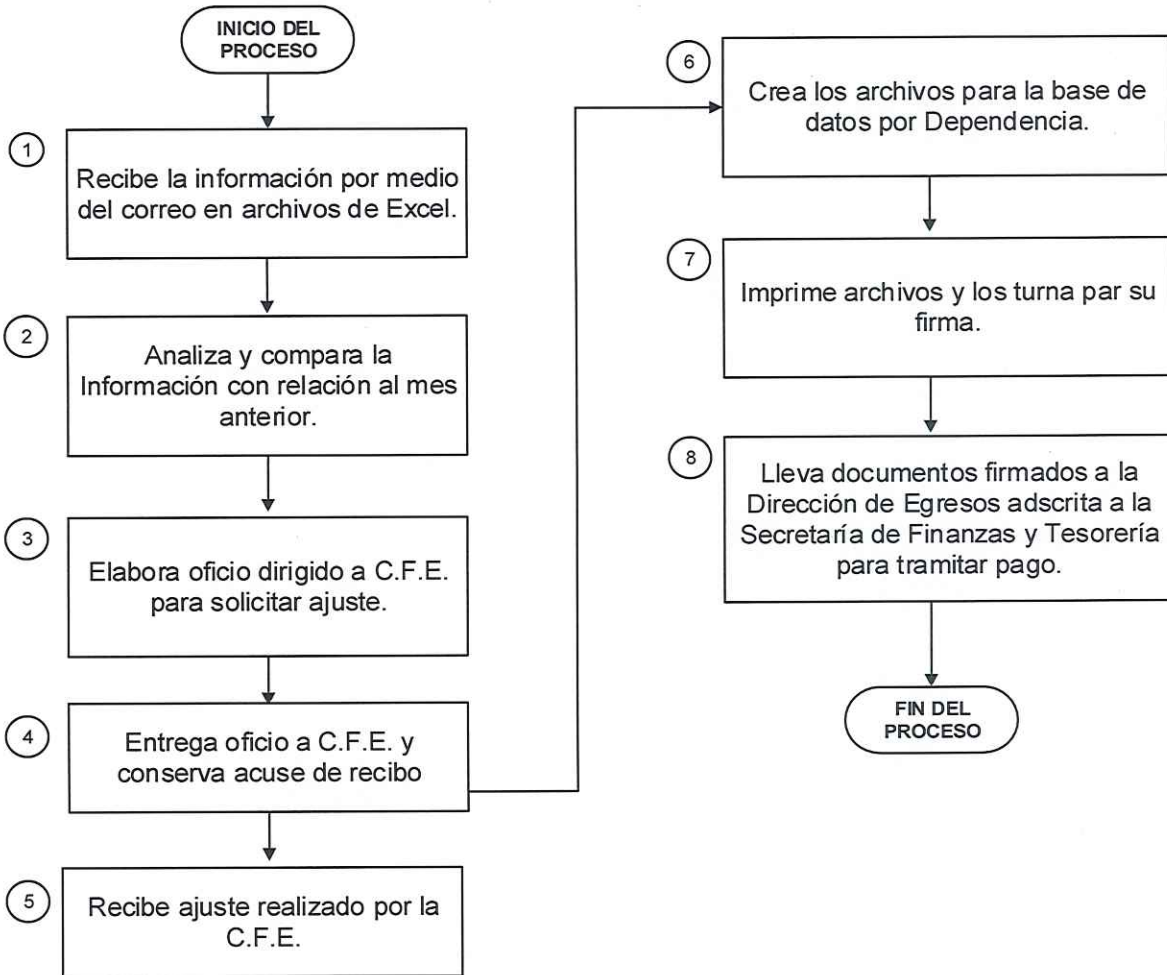 INICIO DEL
PROCESO
1
Recibe la información por medio
del correo en archivos de Excel.
2
Analiza y compara la
Información con relación al mes
anterior.
3
Elabora oficio dirigido a C.F.E.
para solicitar ajuste.
4
Entrega oficio a C.F.E. y
conserva acuse de recibo
5
Recibe ajuste realizado por la
C.F.E.
6
Crea los archivos para la base de
datos por Dependencia.
7
Imprime archivos y los turna par su
firma.
8
Lleva documentos firmados a la
Dirección de Egresos adscrita a la
Secretaría de Finanzas y Tesorería
para tramitar pago.
FIN DEL
PROCESO